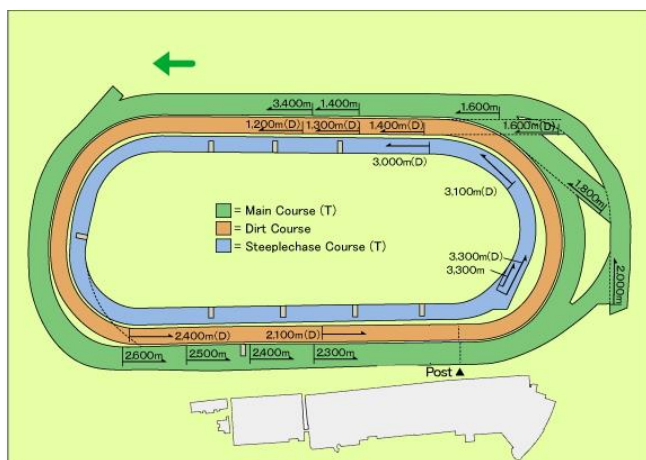 3.400m
1.400m
1.600m
1.200m(D)
1.300m(D)
1.400m(D)
1.600m(D)
3.000m(D)
3.100m(D)
1.800m
= Main Course (T)
= Dirt Course
= Steeplechase Course (T)
3.300m(D)
3.300m
2.000m
2.400m(D)
2.100m(D)
2.600m
2.500m
2.400m
2.300m
Post ▲